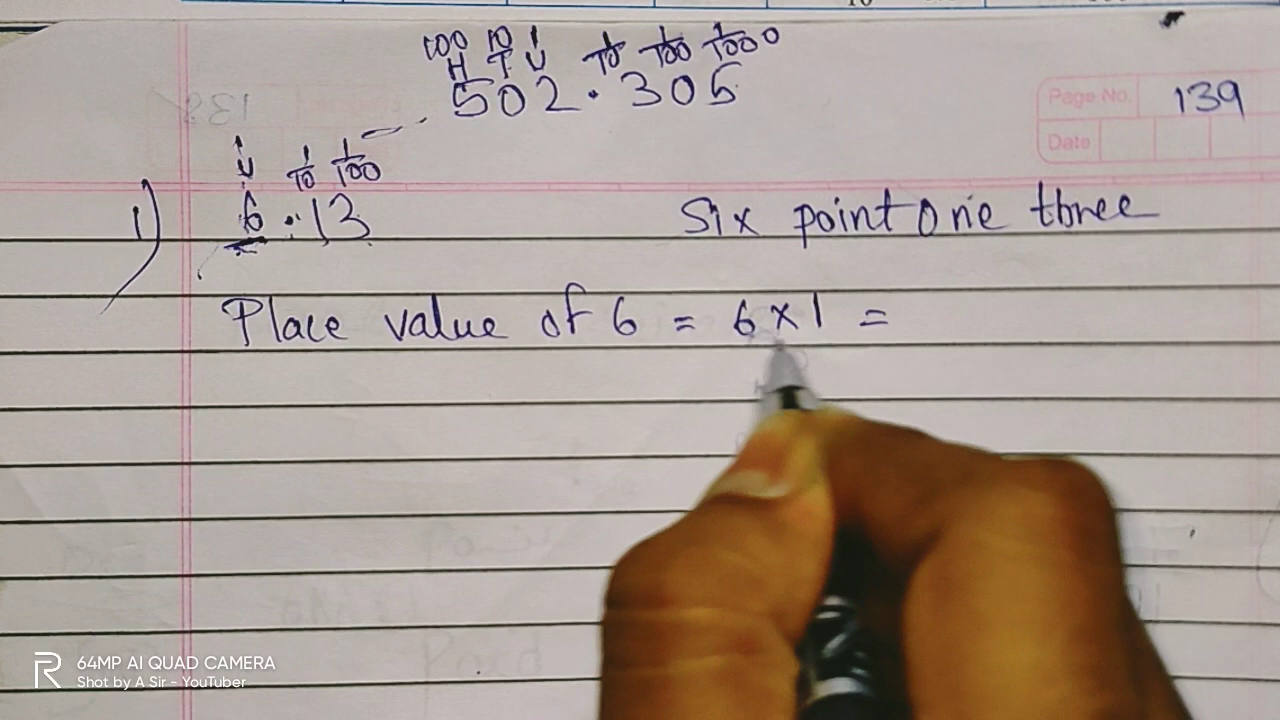 100 10 1 1/10 1/100 1/1000
H T U
502.305
Page No. 139
Date
1 1/10 1/100
U
1) 6.13 Six point one three
Place value of 6 = 6 × 1 =
64MP AI QUAD CAMERA
Shot by A Sir - YouTuber